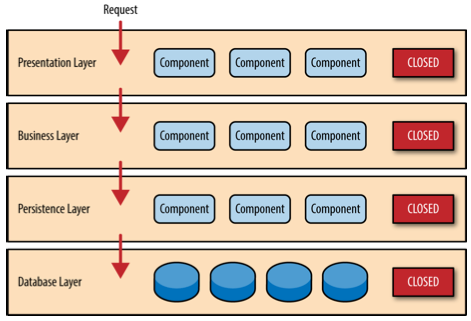 Request
Presentation Layer
Component
Component
Component
CLOSED
Business Layer
Component
Component
Component
CLOSED
Persistence Layer
Component
Component
Component
CLOSED
Database Layer
CLOSED